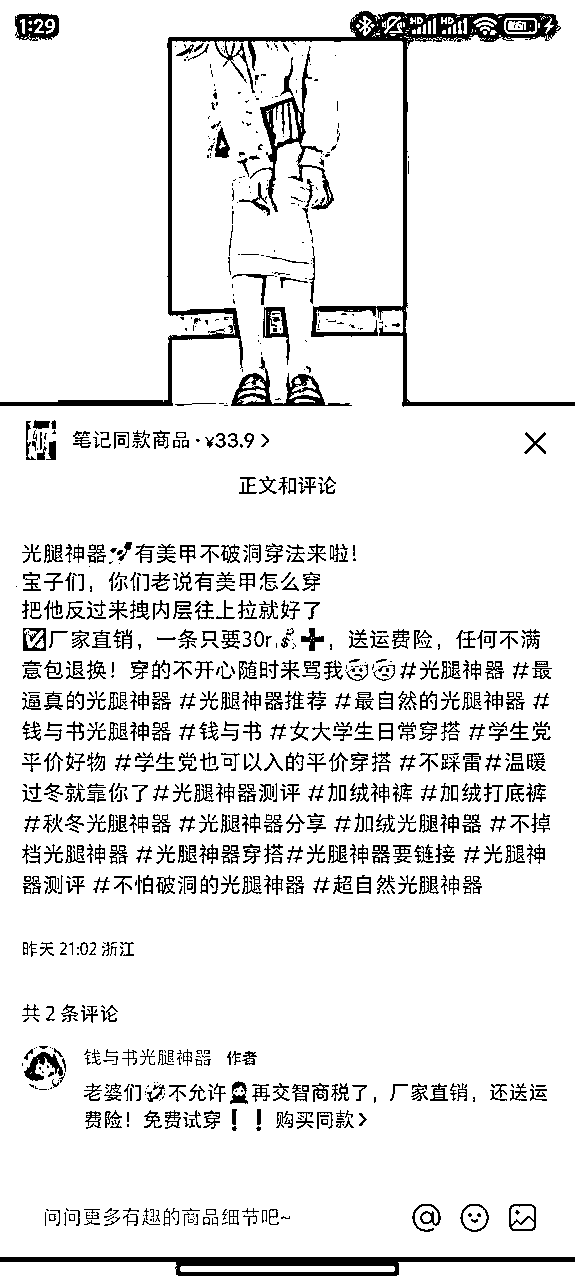 1:29
笔记同款商品·¥33.9 >
正文和评论
光腿神器🚀有美甲不破洞穿法来啦！
宝子们，你们老说有美甲怎么穿
把他反过来拽内层往上拉就好了
✅厂家直销，一条只要30r💰➕，送运费险，任何不满
意包退换！穿的不开心随时来骂我#光腿神器 #最
逼真的光腿神器 #光腿神器推荐 #最自然的光腿神器 #
钱与书光腿神器 #钱与书 #女大学生日常穿搭 #学生党
平价好物 #学生党也可以入的平价穿搭 #不踩雷#温暖
过冬就靠你了#光腿神器测评 #加绒神裤 #加绒打底裤
#秋冬光腿神器 #光腿神器分享 #加绒光腿神器 #不掉
档光腿神器 #光腿神器穿搭#光腿神器要链接 #光腿神
器测评 #不怕破洞的光腿神器 #超自然光腿神器
昨天 21:02 浙江
共 2 条评论
钱与书光腿神器 作者
老婆们不允许再交智商税了，厂家直销，还送运
费险！免费试穿❗❗ 购买同款>
问问更多有趣的商品细节吧~